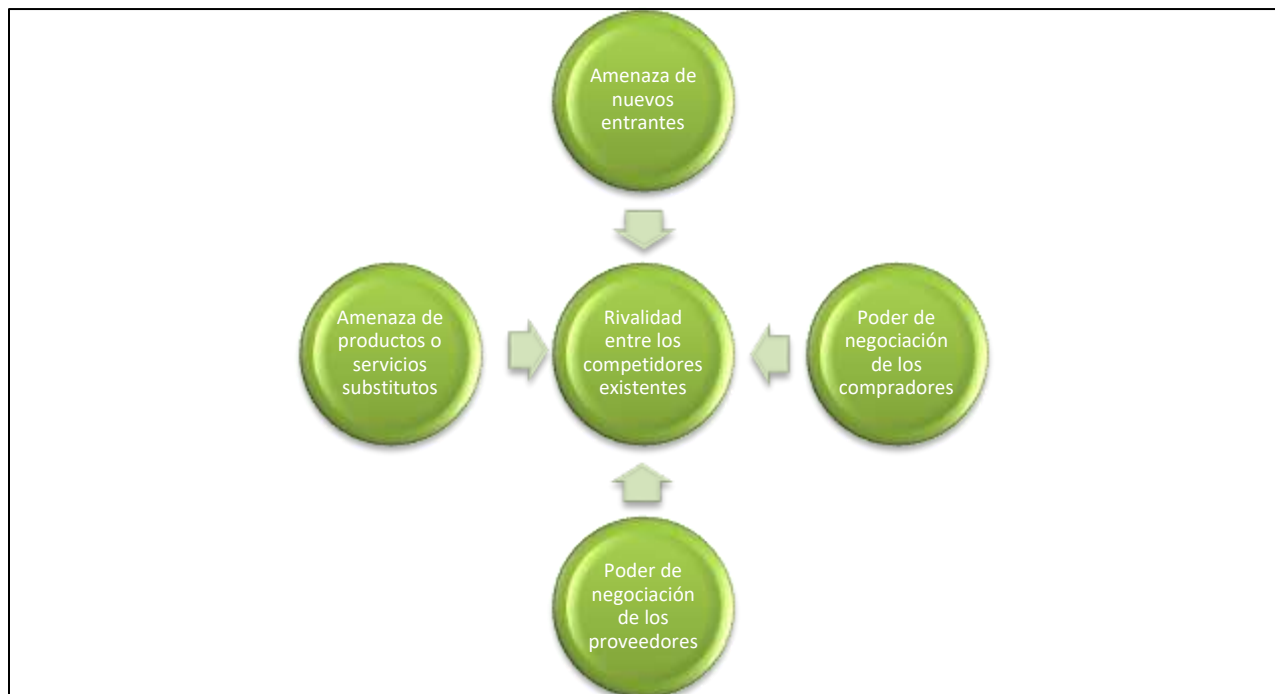 Amenaza de
nuevos
entrantes
Amenaza de
productos o
servicios
substitutos
Rivalidad
entre los
competidores
existentes
Poder de
negociación
de los
compradores
Poder de
negociación
de los
proveedores